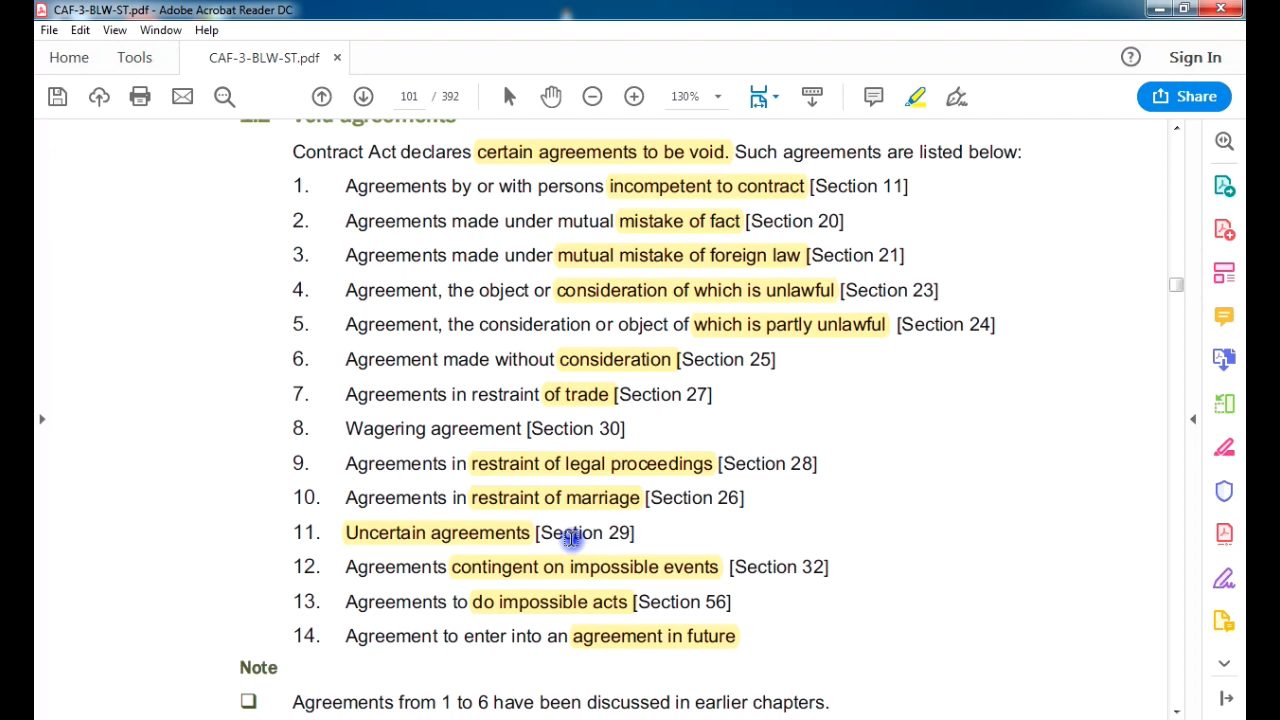 CAF-3-BLW-ST.pdf - Adobe Acrobat Reader DC
File Edit View Window Help
Home Tools CAF-3-BLW-ST.pdf × Sign In
101 / 392 130% Share
Void agreements
Contract Act declares certain agreements to be void. Such agreements are listed below:
1. Agreements by or with persons incompetent to contract [Section 11]
2. Agreements made under mutual mistake of fact [Section 20]
3. Agreements made under mutual mistake of foreign law [Section 21]
4. Agreement, the object or consideration of which is unlawful [Section 23]
5. Agreement, the consideration or object of which is partly unlawful [Section 24]
6. Agreement made without consideration [Section 25]
7. Agreements in restraint of trade [Section 27]
8. Wagering agreement [Section 30]
9. Agreements in restraint of legal proceedings [Section 28]
10. Agreements in restraint of marriage [Section 26]
11. Uncertain agreements [Section 29]
12. Agreements contingent on impossible events [Section 32]
13. Agreements to do impossible acts [Section 56]
14. Agreement to enter into an agreement in future
Note
❑ Agreements from 1 to 6 have been discussed in earlier chapters.